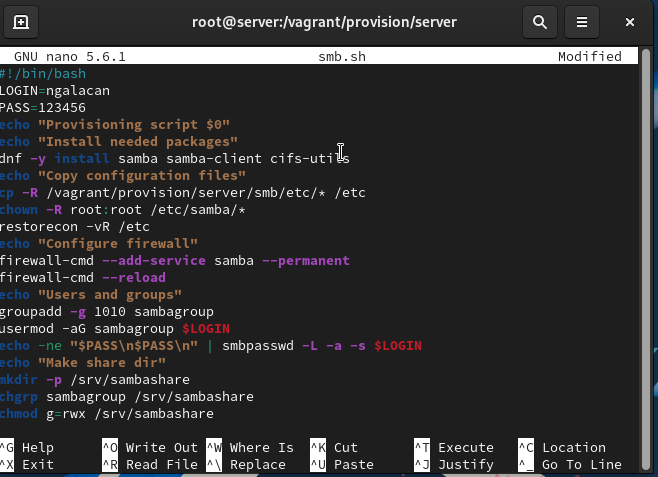 root@server:/vagrant/provision/server
GNU nano 5.6.1 smb.sh Modified
#!/bin/bash
LOGIN=ngalacan
PASS=123456
echo "Provisioning script $0"
echo "Install needed packages"
dnf -y install samba samba-client cifs-utils
echo "Copy configuration files"
cp -R /vagrant/provision/server/smb/etc/* /etc
chown -R root:root /etc/samba/*
restorecon -vR /etc
echo "Configure firewall"
firewall-cmd --add-service samba --permanent
firewall-cmd --reload
echo "Users and groups"
groupadd -g 1010 sambagroup
usermod -aG sambagroup $LOGIN
echo -ne "$PASS\n$PASS\n" | smbpasswd -L -a -s $LOGIN
echo "Make share dir"
mkdir -p /srv/sambashare
chgrp sambagroup /srv/sambashare
chmod g=rwx /srv/sambashare
^G Help ^O Write Out ^W Where Is ^K Cut ^T Execute ^C Location
^X Exit ^R Read File ^\ Replace ^U Paste ^J Justify ^_ Go To Line